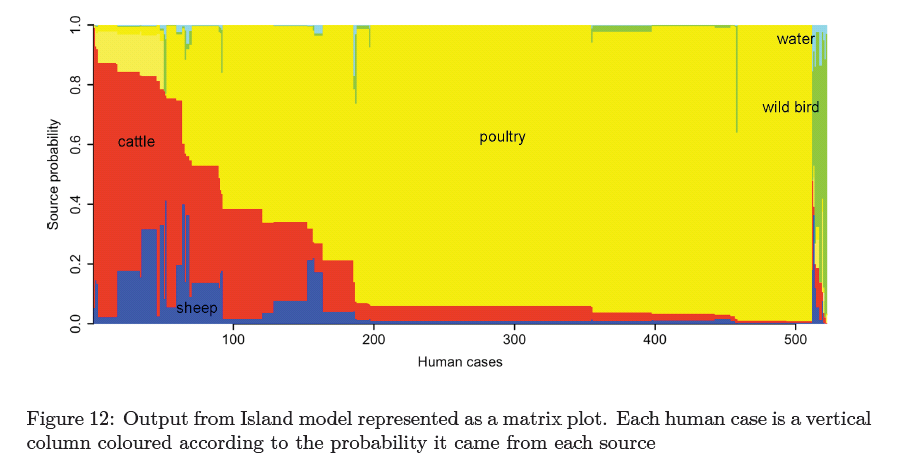 1.0
0.8
0.6
0.4
0.2
0.0
Source probability
water
wild bird
poultry
cattle
sheep
100
200
300
400
500
Human cases
Figure 12: Output from Island model represented as a matrix plot. Each human case is a vertical
column coloured according to the probability it came from each source